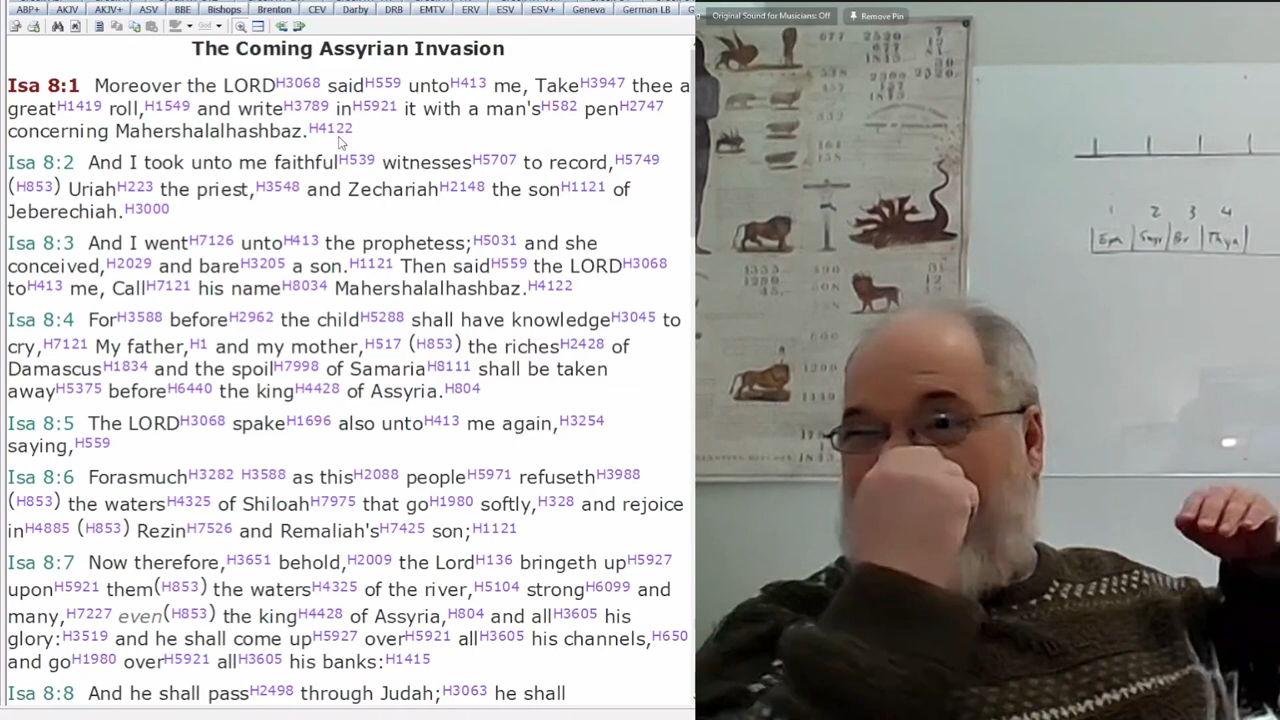 ABP+ AKJV AKJV+ ASV BBE Bishops Brenton CEV Darby DRB EMTV ERV ESV ESV+ Geneva German LB G
Original Sound for Musicians: Off Remove Pin
The Coming Assyrian Invasion
Isa 8:1 Moreover the LORDH3068 saidH559 untoH413 me, TakeH3947 thee a
greatH1419 roll,H1549 and writeH3789 inH5921 it with a man'sH582 penH2747
concerning Mahershalalhashbaz.H4122
Isa 8:2 And I took unto me faithfulH539 witnessesH5707 to record,H5749
(H853) UriahH223 the priest,H3548 and ZechariahH2148 the sonH1121 of
Jeberechiah.H3000
Isa 8:3 And I wentH7126 untoH413 the prophetess;H5031 and she
conceived,H2029 and bareH3205 a son.H1121 Then saidH559 the LORDH3068
toH413 me, CallH7121 his nameH8034 Mahershalalhashbaz.H4122
Isa 8:4 ForH3588 beforeH2962 the childH5288 shall have knowledgeH3045 to
cry,H7121 My father,H1 and my mother,H517 (H853) the richesH2428 of
DamascusH1834 and the spoilH7998 of SamariaH8111 shall be taken
awayH5375 beforeH6440 the kingH4428 of Assyria.H804
Isa 8:5 The LORDH3068 spakeH1696 also untoH413 me again,H3254
saying,H559
Isa 8:6 ForasmuchH3282 H3588 as thisH2088 peopleH5971 refusethH3988
(H853) the watersH4325 of ShiloahH7975 that goH1980 softly,H328 and rejoice
inH4885 (H853) RezinH7526 and Remaliah'sH7425 son;H1121
Isa 8:7 Now therefore,H3651 behold,H2009 the LordH136 bringeth upH5927
uponH5921 them(H853) the watersH4325 of the river,H5104 strongH6099 and
many,H7227 even(H853) the kingH4428 of Assyria,H804 and allH3605 his
glory:H3519 and he shall come upH5927 overH5921 allH3605 his channels,H650
and goH1980 overH5921 allH3605 his banks:H1415
Isa 8:8 And he shall passH2498 through Judah;H3063 he shall
677 2520
677
1 2 3 4
Eph Thya
1335 490
1290
45
1299